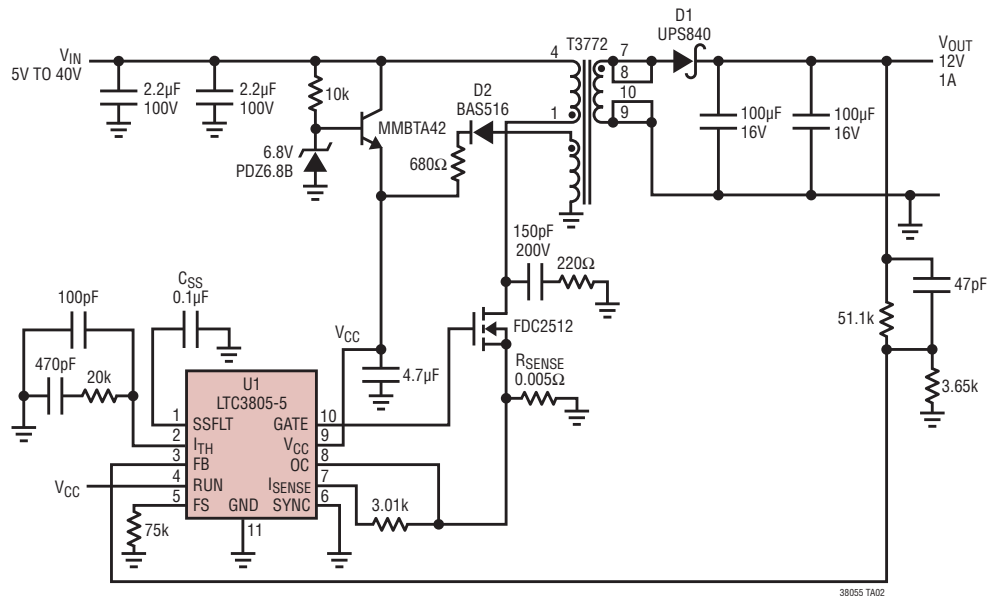 V_IN
5V TO 40V
2.2µF
100V
2.2µF
100V
10k
6.8V
PDZ6.8B
MMBTA42
D2
BAS516
680Ω
4
1
T3772
7
8
10
9
D1
UPS840
100µF
16V
100µF
16V
V_OUT
12V
1A
150pF
200V
220Ω
FDC2512
R_SENSE
0.005Ω
47pF
51.1k
3.65k
V_CC
4.7µF
C_SS
0.1µF
100pF
470pF
20k
U1
LTC3805-5
1
SSFLT
GATE
10
2
I_TH
V_CC
9
3
FB
OC
8
V_CC
4
RUN
I_SENSE
7
5
FS
GND
SYNC
6
11
75k
3.01k
38055 TA02